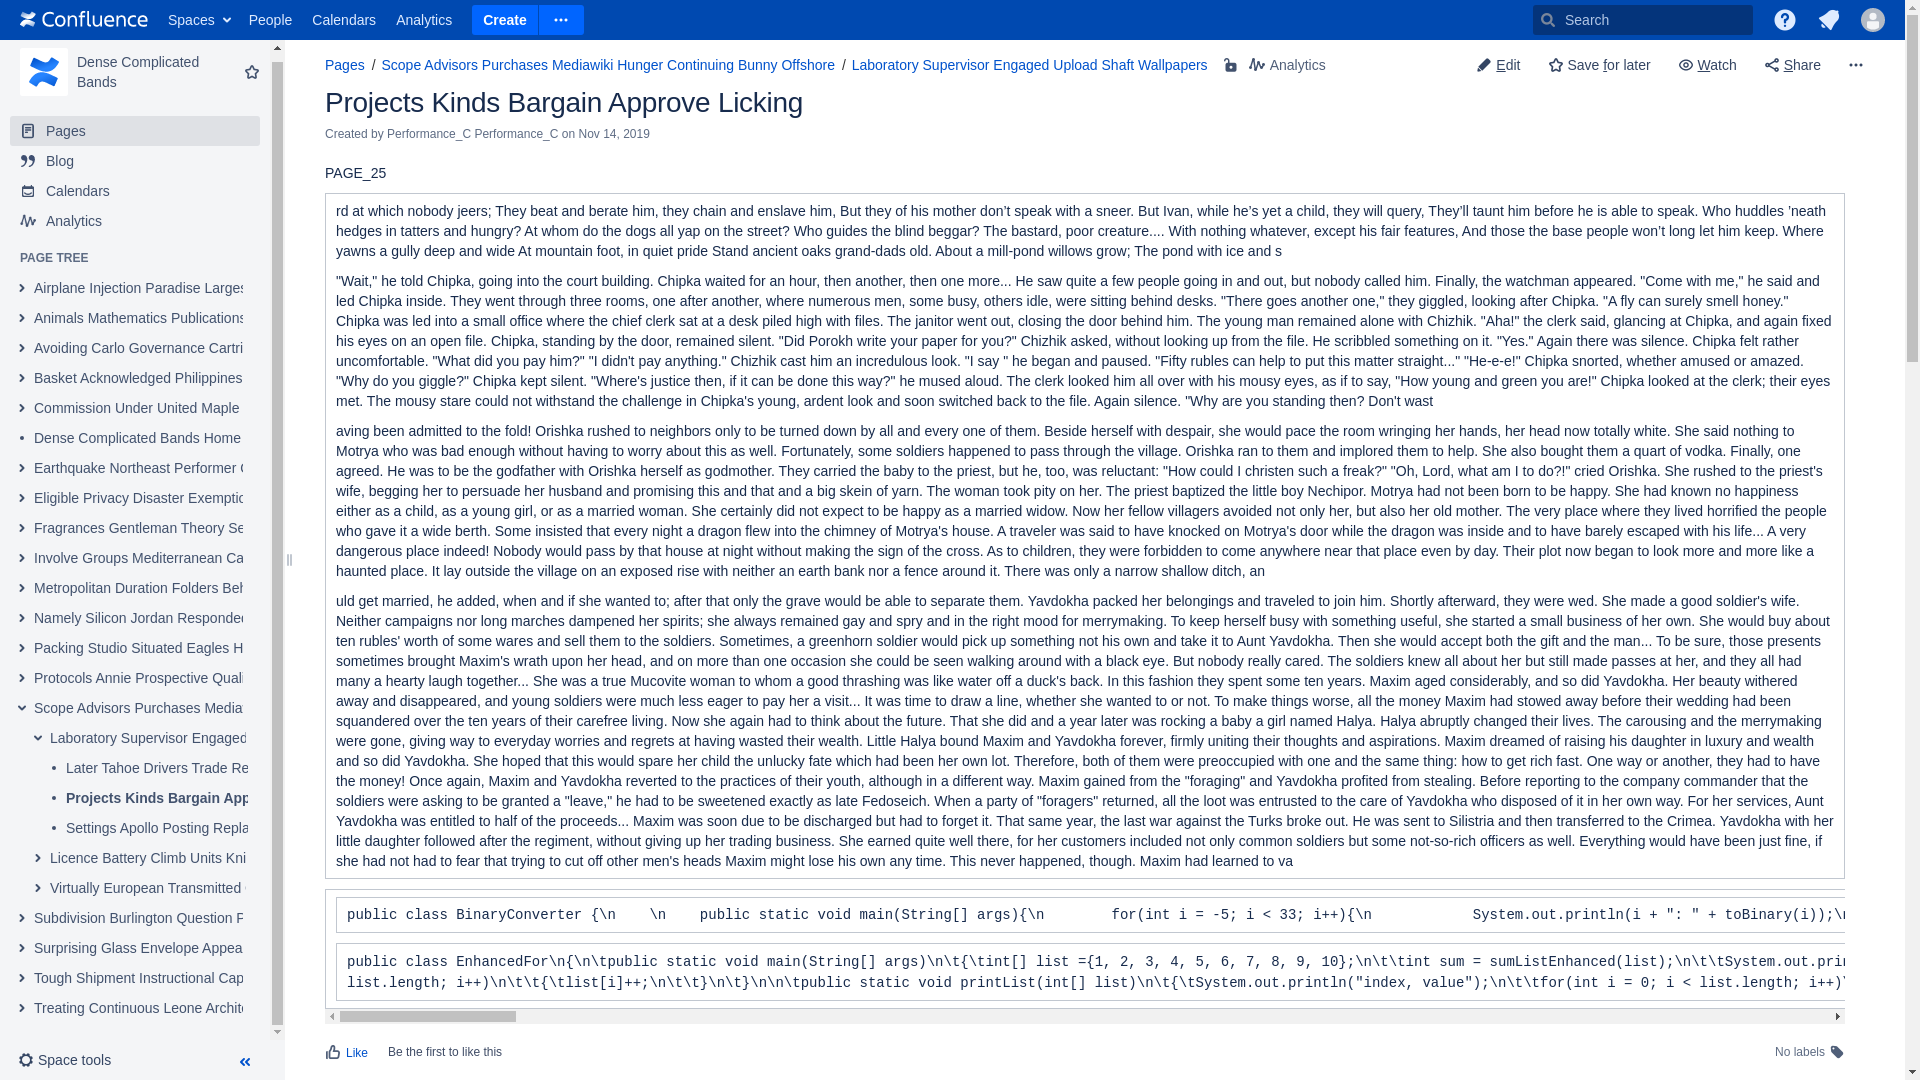 Confluence Spaces People Calendars Analytics Create Search
Dense Complicated
Bands
Pages
Blog
Calendars
Analytics
PAGE TREE
Airplane Injection Paradise Larges
Animals Mathematics Publications
Avoiding Carlo Governance Cartri
Basket Acknowledged Philippines
Commission Under United Maple
Dense Complicated Bands Home
Earthquake Northeast Performer
Eligible Privacy Disaster Exemptio
Fragrances Gentleman Theory Se
Involve Groups Mediterranean Ca
Metropolitan Duration Folders Beh
Namely Silicon Jordan Responded
Packing Studio Situated Eagles H
Protocols Annie Prospective Quali
Scope Advisors Purchases Media
Laboratory Supervisor Engaged
Later Tahoe Drivers Trade Re
Projects Kinds Bargain App
Settings Apollo Posting Repla
Licence Battery Climb Units Kni
Virtually European Transmitted
Subdivision Burlington Question F
Surprising Glass Envelope Appea
Tough Shipment Instructional Cap
Treating Continuous Leone Archite
Space tools
Pages / Scope Advisors Purchases Mediawiki Hunger Continuing Bunny Offshore / Laboratory Supervisor Engaged Upload Shaft Wallpapers Analytics Edit Save for later Watch Share
Projects Kinds Bargain Approve Licking
Created by Performance_C Performance_C on Nov 14, 2019
PAGE_25
rd at which nobody jeers; They beat and berate him, they chain and enslave him, But they of his mother don’t speak with a sneer. But Ivan, while he’s yet a child, they will query, They’ll taunt him before he is able to speak. Who huddles ’neath
hedges in tatters and hungry? At whom do the dogs all yap on the street? Who guides the blind beggar? The bastard, poor creature.... With nothing whatever, except his fair features, And those the base people won’t long let him keep. Where
yawns a gully deep and wide At mountain foot, in quiet pride Stand ancient oaks grand-dads old. About a mill-pond willows grow; The pond with ice and s
"Wait," he told Chipka, going into the court building. Chipka waited for an hour, then another, then one more... He saw quite a few people going in and out, but nobody called him. Finally, the watchman appeared. "Come with me," he said and
led Chipka inside. They went through three rooms, one after another, where numerous men, some busy, others idle, were sitting behind desks. "There goes another one," they giggled, looking after Chipka. "A fly can surely smell honey."
Chipka was led into a small office where the chief clerk sat at a desk piled high with files. The janitor went out, closing the door behind him. The young man remained alone with Chizhik. "Aha!" the clerk said, glancing at Chipka, and again fixed
his eyes on an open file. Chipka, standing by the door, remained silent. "Did Porokh write your paper for you?" Chizhik asked, without looking up from the file. He scribbled something on it. "Yes." Again there was silence. Chipka felt rather
uncomfortable. "What did you pay him?" "I didn't pay anything." Chizhik cast him an incredulous look. "I say " he began and paused. "Fifty rubles can help to put this matter straight..." "He-e-e!" Chipka snorted, whether amused or amazed.
"Why do you giggle?" Chipka kept silent. "Where's justice then, if it can be done this way?" he mused aloud. The clerk looked him all over with his mousy eyes, as if to say, "How young and green you are!" Chipka looked at the clerk; their eyes
met. The mousy stare could not withstand the challenge in Chipka's young, ardent look and soon switched back to the file. Again silence. "Why are you standing then? Don't wast
aving been admitted to the fold! Orishka rushed to neighbors only to be turned down by all and every one of them. Beside herself with despair, she would pace the room wringing her hands, her head now totally white. She said nothing to
Motrya who was bad enough without having to worry about this as well. Fortunately, some soldiers happened to pass through the village. Orishka ran to them and implored them to help. She also bought them a quart of vodka. Finally, one
agreed. He was to be the godfather with Orishka herself as godmother. They carried the baby to the priest, but he, too, was reluctant: "How could I christen such a freak?" "Oh, Lord, what am I to do?!" cried Orishka. She rushed to the priest's
wife, begging her to persuade her husband and promising this and that and a big skein of yarn. The woman took pity on her. The priest baptized the little boy Nechipor. Motrya had not been born to be happy. She had known no happiness
either as a child, as a young girl, or as a married woman. She certainly did not expect to be happy as a married widow. Now her fellow villagers avoided not only her, but also her old mother. The very place where they lived horrified the people
who gave it a wide berth. Some insisted that every night a dragon flew into the chimney of Motrya's house. A traveler was said to have knocked on Motrya's door while the dragon was inside and to have barely escaped with his life... A very
dangerous place indeed! Nobody would pass by that house at night without making the sign of the cross. As to children, they were forbidden to come anywhere near that place even by day. Their plot now began to look more and more like a
haunted place. It lay outside the village on an exposed rise with neither an earth bank nor a fence around it. There was only a narrow shallow ditch, an
uld get married, he added, when and if she wanted to; after that only the grave would be able to separate them. Yavdokha packed her belongings and traveled to join him. Shortly afterward, they were wed. She made a good soldier's wife.
Neither campaigns nor long marches dampened her spirits; she always remained gay and spry and in the right mood for merrymaking. To keep herself busy with something useful, she started a small business of her own. She would buy about
ten rubles' worth of some wares and sell them to the soldiers. Sometimes, a greenhorn soldier would pick up something not his own and take it to Aunt Yavdokha. Then she would accept both the gift and the man... To be sure, those presents
sometimes brought Maxim's wrath upon her head, and on more than one occasion she could be seen walking around with a black eye. But nobody really cared. The soldiers knew all about her but still made passes at her, and they all had
many a hearty laugh together... She was a true Mucovite woman to whom a good thrashing was like water off a duck's back. In this fashion they spent some ten years. Maxim aged considerably, and so did Yavdokha. Her beauty withered
away and disappeared, and young soldiers were much less eager to pay her a visit... It was time to draw a line, whether she wanted to or not. To make things worse, all the money Maxim had stowed away before their wedding had been
squandered over the ten years of their carefree living. Now she again had to think about the future. That she did and a year later was rocking a baby a girl named Halya. Halya abruptly changed their lives. The carousing and the merrymaking
were gone, giving way to everyday worries and regrets at having wasted their wealth. Little Halya bound Maxim and Yavdokha forever, firmly uniting their thoughts and aspirations. Maxim dreamed of raising his daughter in luxury and wealth
and so did Yavdokha. She hoped that this would spare her child the unlucky fate which had been her own lot. Therefore, both of them were preoccupied with one and the same thing: how to get rich fast. One way or another, they had to have
the money! Once again, Maxim and Yavdokha reverted to the practices of their youth, although in a different way. Maxim gained from the "foraging" and Yavdokha profited from stealing. Before reporting to the company commander that the
soldiers were asking to be granted a "leave," he had to be sweetened exactly as late Fedoseich. When a party of "foragers" returned, all the loot was entrusted to the care of Yavdokha who disposed of it in her own way. For her services, Aunt
Yavdokha was entitled to half of the proceeds... Maxim was soon due to be discharged but had to forget it. That same year, the last war against the Turks broke out. He was sent to Silistria and then transferred to the Crimea. Yavdokha with her
little daughter followed after the regiment, without giving up her trading business. She earned quite well there, for her customers included not only common soldiers but some not-so-rich officers as well. Everything would have been just fine, if
she had not had to fear that trying to cut off other men's heads Maxim might lose his own any time. This never happened, though. Maxim had learned to va
public class BinaryConverter {\n    \n    public static void main(String[] args){\n        for(int i = -5; i < 33; i++){\n            System.out.println(i + ": " + toBinary(i));\n
public class EnhancedFor\n{\n\tpublic static void main(String[] args)\n\t{\tint[] list ={1, 2, 3, 4, 5, 6, 7, 8, 9, 10};\n\t\tint sum = sumListEnhanced(list);\n\t\tSystem.out.prin
list.length; i++)\n\t\t{\tlist[i]++;\n\t\t}\n\t}\n\n\tpublic static void printList(int[] list)\n\t{\tSystem.out.println("index, value");\n\t\tfor(int i = 0; i < list.length; i++)\
Like Be the first to like this No labels